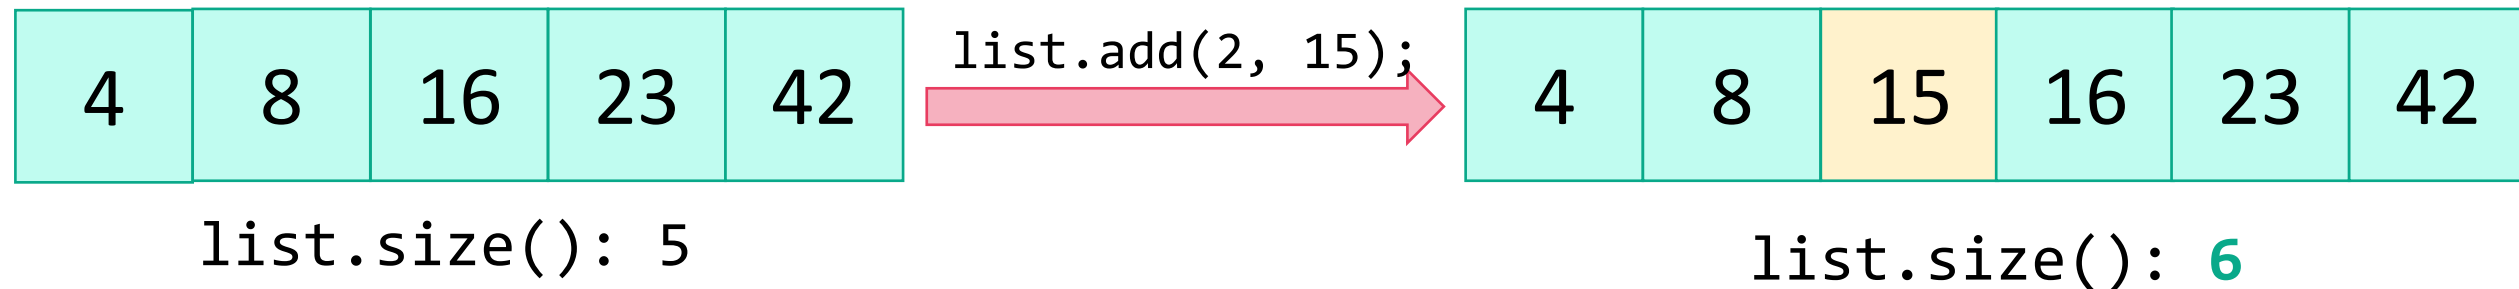 4 8 16 23 42
list.add(2, 15);
4 8 15 16 23 42
list.size(): 5
list.size(): 6